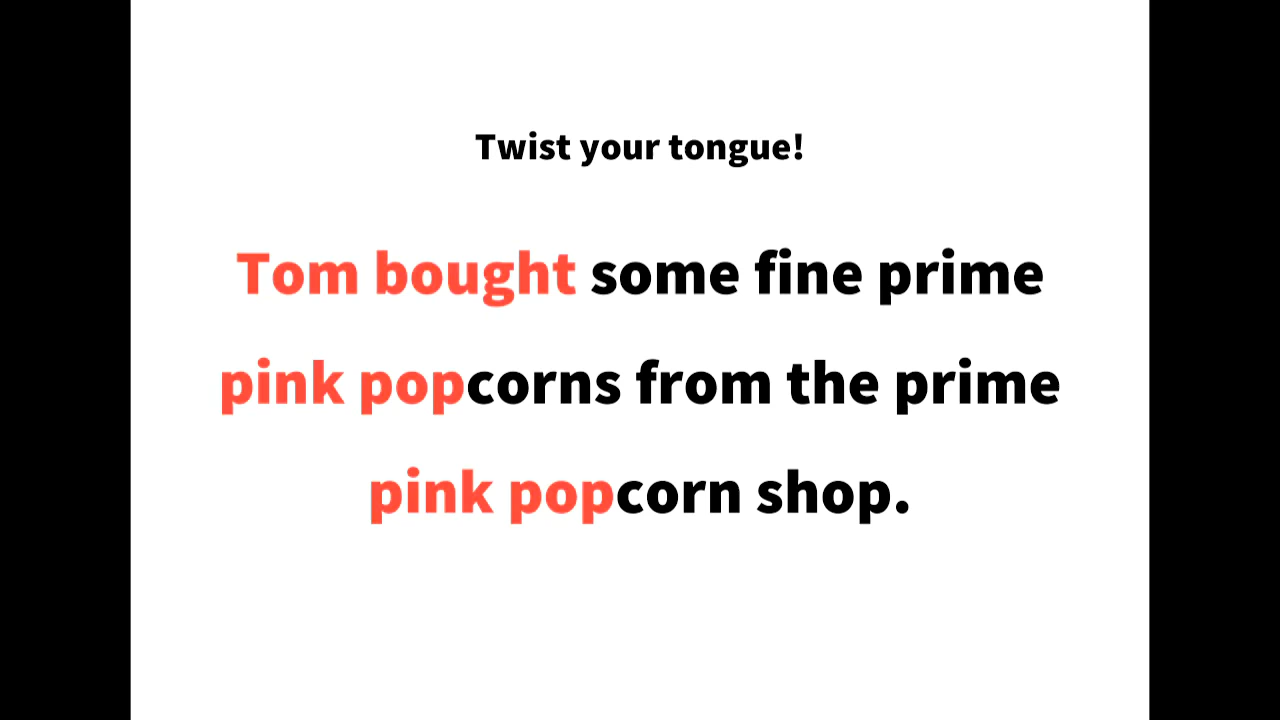 Twist your tongue!
Tom bought some fine prime
pink popcorns from the prime
pink popcorn shop.